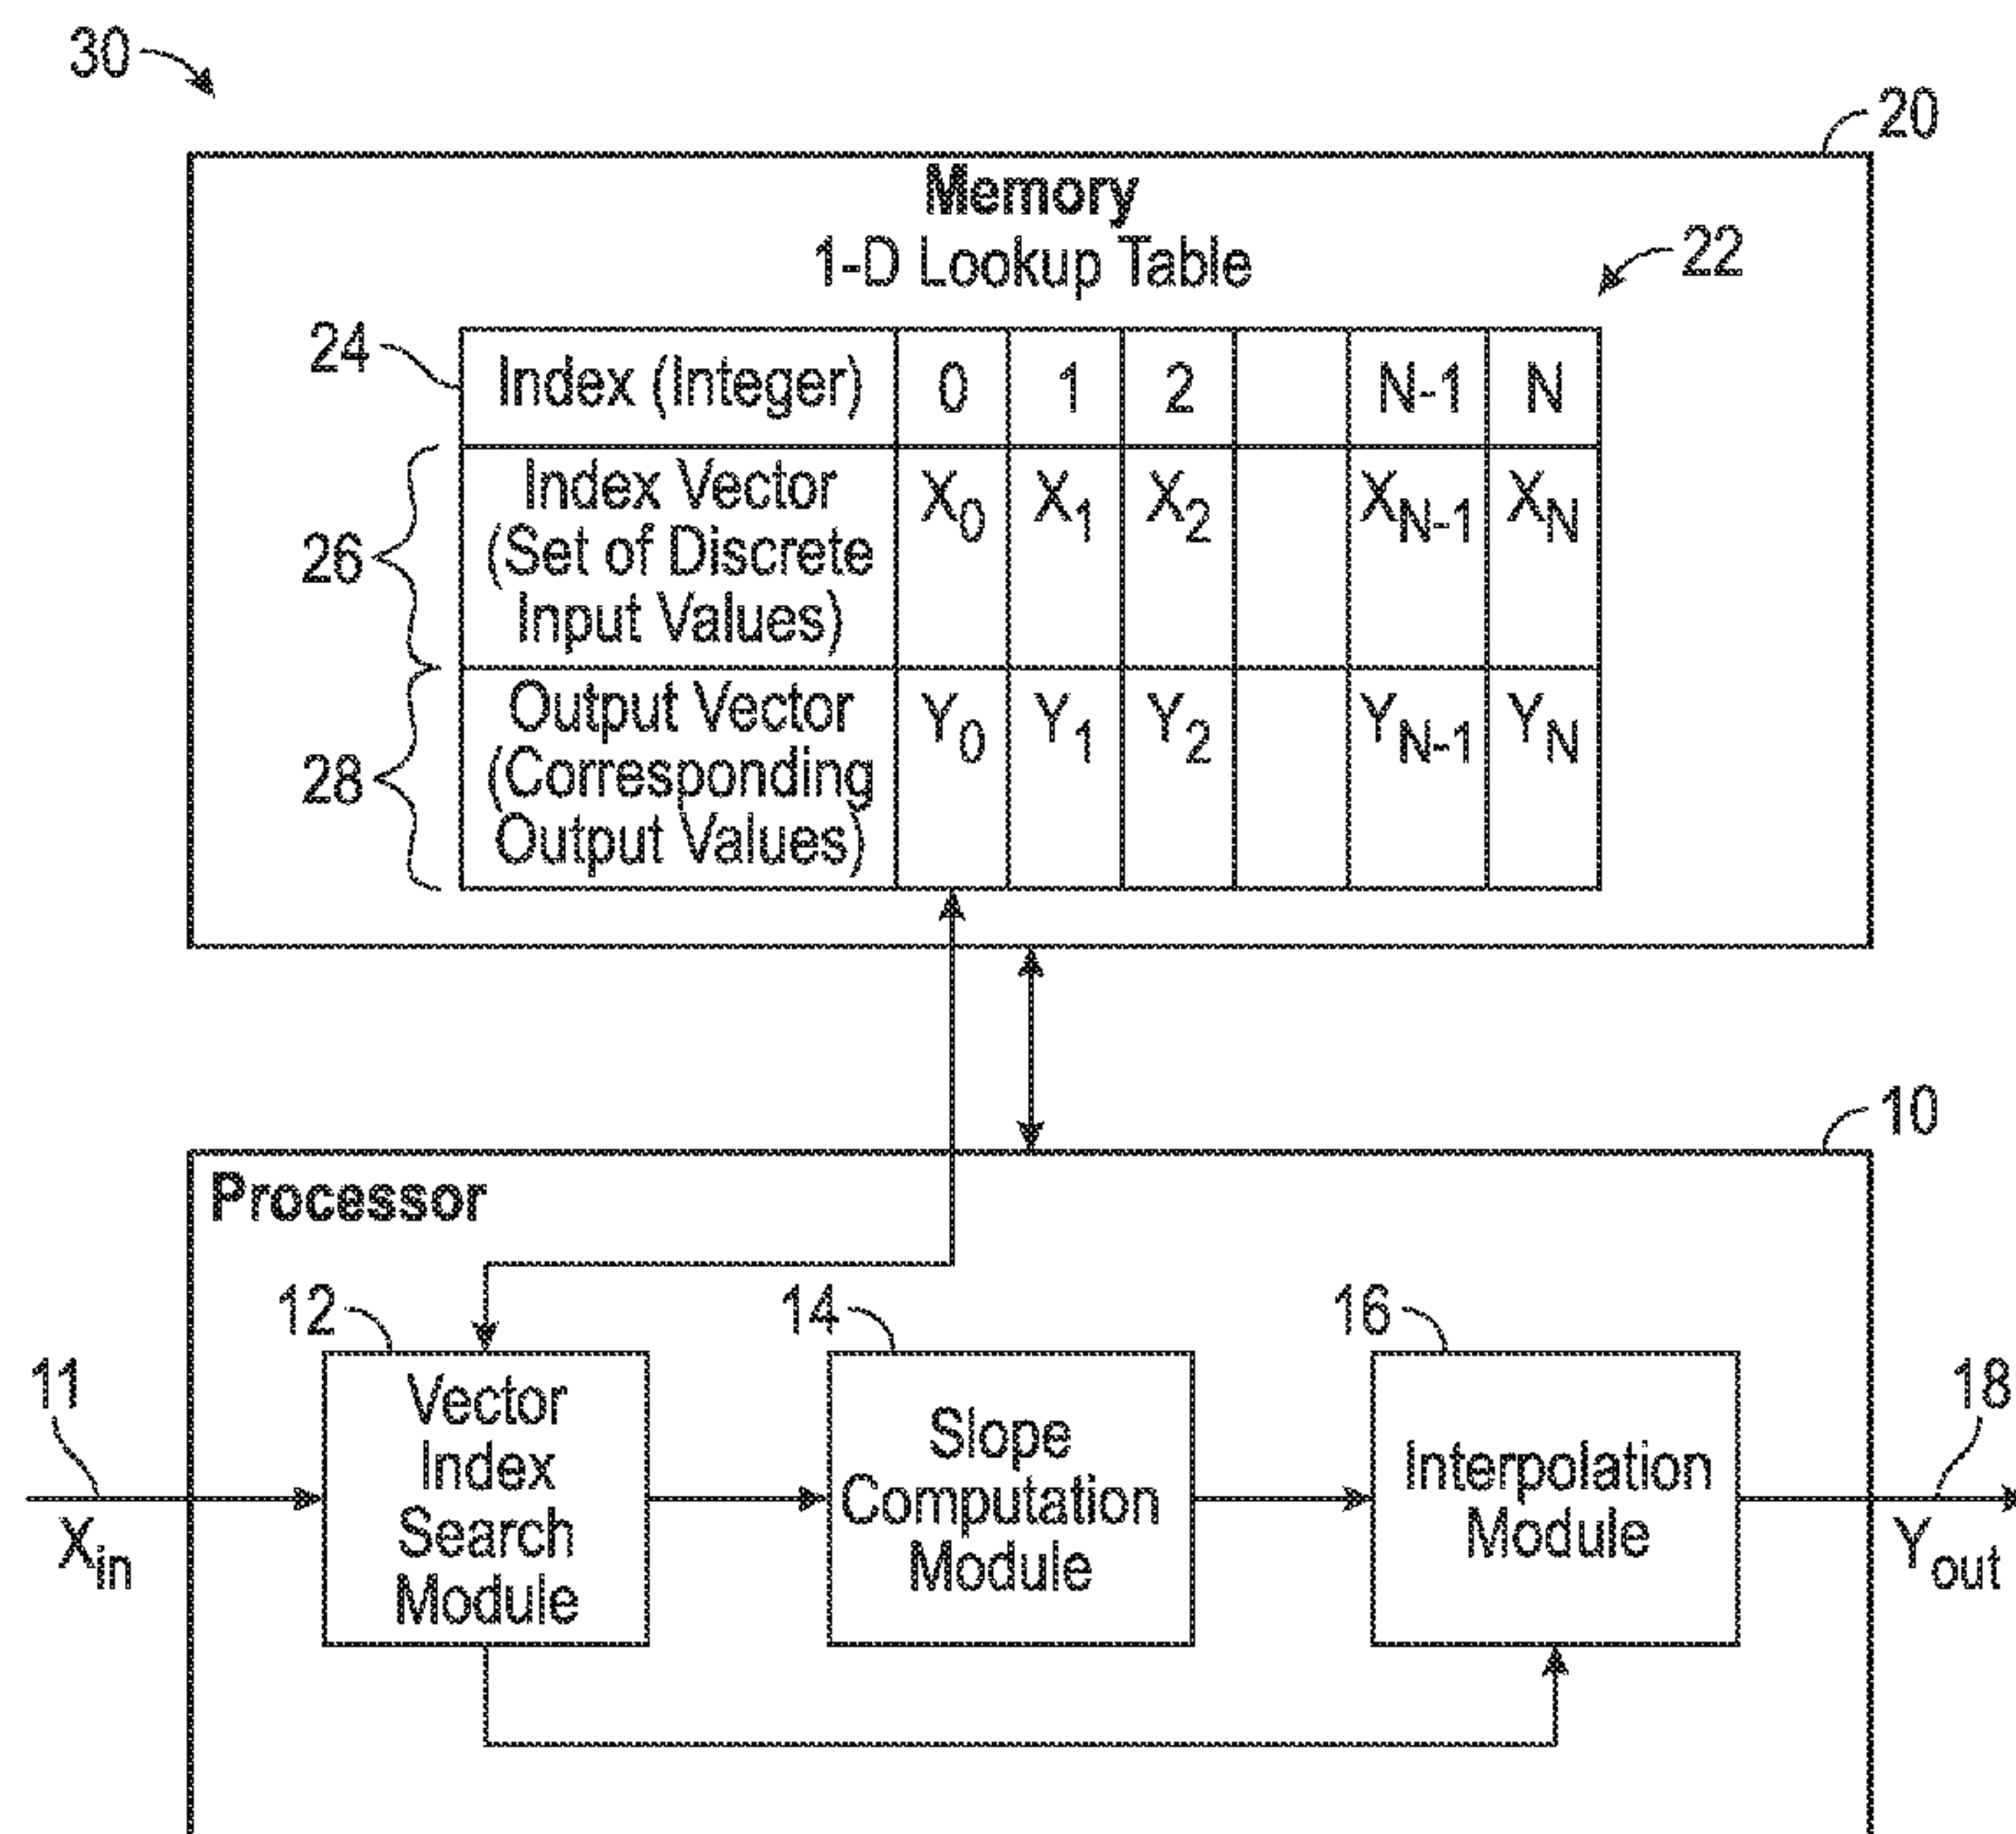 30
20
Memory
1-D Lookup Table
22
24
Index (Integer) 0 1 2 N-1 N
26
Index Vector
(Set of Discrete
Input Values)
X0 X1 X2 XN-1 XN
28
Output Vector
(Corresponding
Output Values)
Y0 Y1 Y2 YN-1 YN
10
Processor
12
14
16
11
Xin
Vector
Index
Search
Module
Slope
Computation
Module
Interpolation
Module
18
Yout